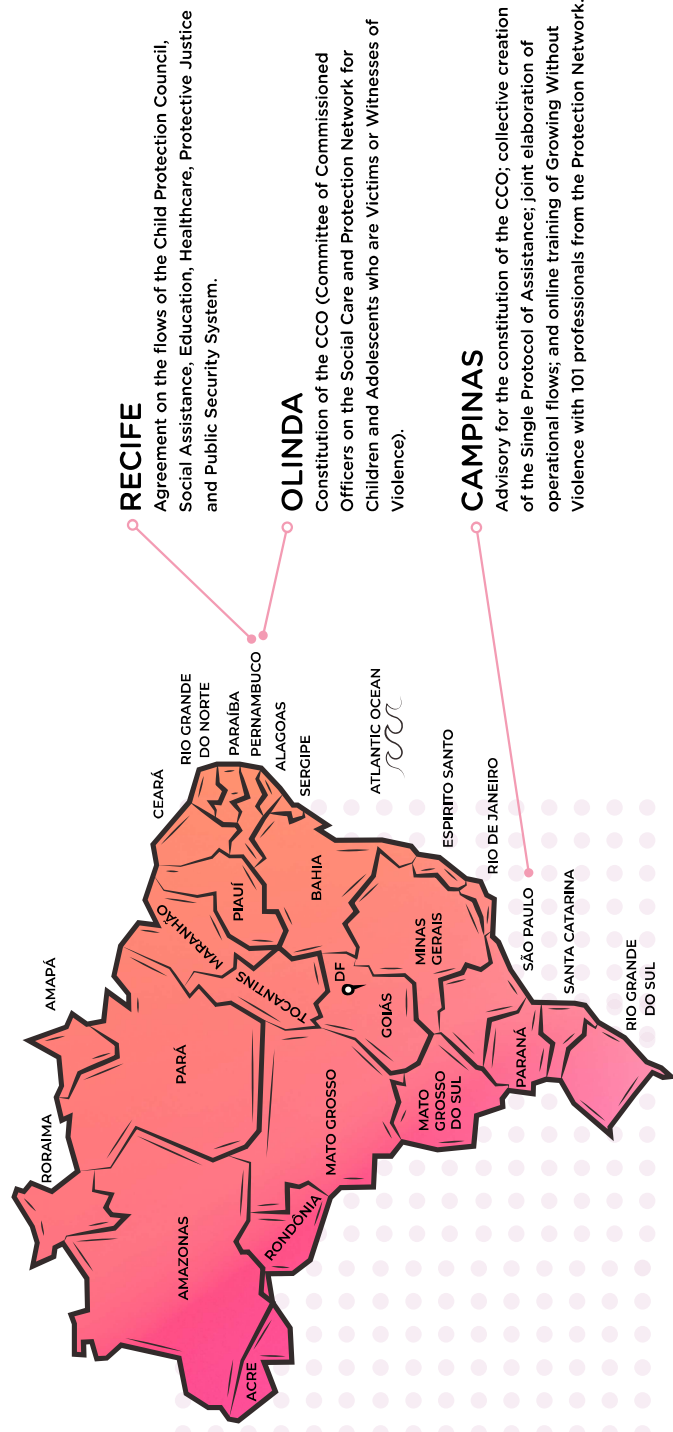 RECIFE
Agreement on the flows of the Child Protection Council,
Social Assistance, Education, Healthcare, Protective Justice
and Public Security System.
OLINDA
Constitution of the CCO (Committee of Commissioned
Officers on the Social Care and Protection Network for
Children and Adolescents who are Victims or Witnesses of
Violence).
CAMPINAS
Advisory for the constitution of the CCO; collective creation
of the Single Protocol of Assistance; joint elaboration of
operational flows; and online training of Growing Without
Violence with 101 professionals from the Protection Network.
RORAIMA
AMAPÁ
AMAZONAS
PARÁ
MARANHÃO
CEARÁ
RIO GRANDE
DO NORTE
PARAÍBA
PERNAMBUCO
ALAGOAS
SERGIPE
PIAUÍ
TOCANTINS
BAHIA
ACRE
RONDÔNIA
MATO GROSSO
DF
GOIÁS
ATLANTIC OCEAN
MINAS
GERAIS
ESPIRITO SANTO
MATO
GROSSO
DO SUL
RIO DE JANEIRO
SÃO PAULO
PARANÁ
SANTA CATARINA
RIO GRANDE
DO SUL